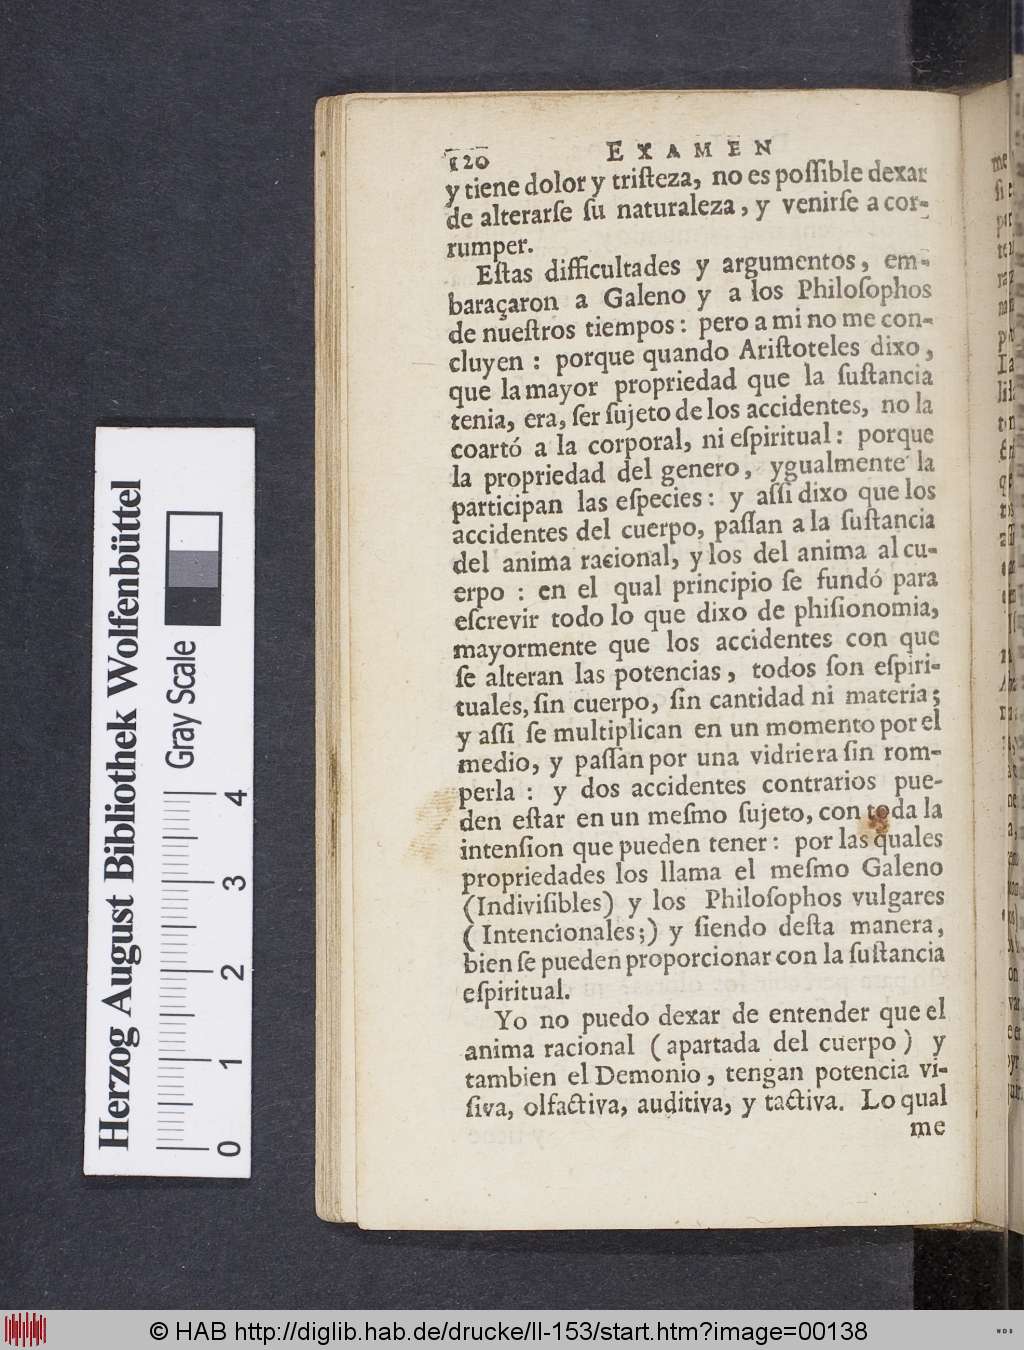 120 EXAMEN
y tiene dolor y triſteza, no es poſſible dexar
de alterarſe ſu naturaleza, y venirſe a cor-
rumper.
Eſtas difficultades y argumentos, em-
baraçaron a Galeno y a los Philoſophos
de nueſtros tiempos: pero a mi no me con-
cluyen: porque quando Ariſtoteles dixo,
que la mayor propriedad que la ſuſtancia
tenia, era, ſer ſujeto de los accidentes, no la
coartó a la corporal, ni eſpiritual: porque
la propriedad del genero, ygualmente la
participan las eſpecies: y aſſi dixo que los
accidentes del cuerpo, paſſan a la ſuſtancia
del anima racional, y los del anima al cu-
erpo: en el qual principio ſe fundó para
eſcrevir todo lo que dixo de phiſionomia,
mayormente que los accidentes con que
ſe alteran las potencias, todos ſon eſpiri-
tuales, ſin cuerpo, ſin cantidad ni materia;
y aſſi ſe multiplican en un momento por el
medio, y paſſan por una vidriera ſin rom-
perla: y dos accidentes contrarios pue-
den eſtar en un meſmo ſujeto, con toda la
intenſion que pueden tener: por las quales
propriedades los llama el meſmo Galeno
(Indiviſibles) y los Philoſophos vulgares
(Intencionales;) y ſiendo deſta manera,
bien ſe pueden proporcionar con la ſuſtancia
eſpiritual.
Yo no puedo dexar de entender que el
anima racional (apartada del cuerpo) y
tambien el Demonio, tengan potencia vi-
ſiva, olfactiva, auditiva, y tactiva. Lo qual
me
Herzog August Bibliothek Wolfenbüttel
Gray Scale
0 1 2 3 4
© HAB http://diglib.hab.de/drucke/ll-153/start.htm?image=00138